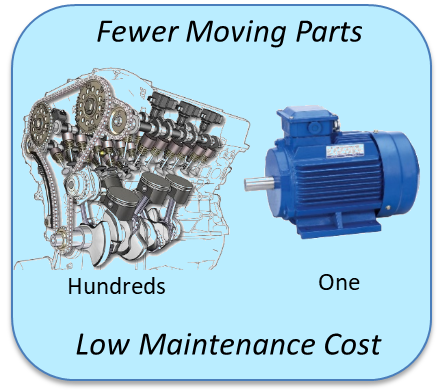 Fewer Moving Parts
Hundreds
One
Low Maintenance Cost